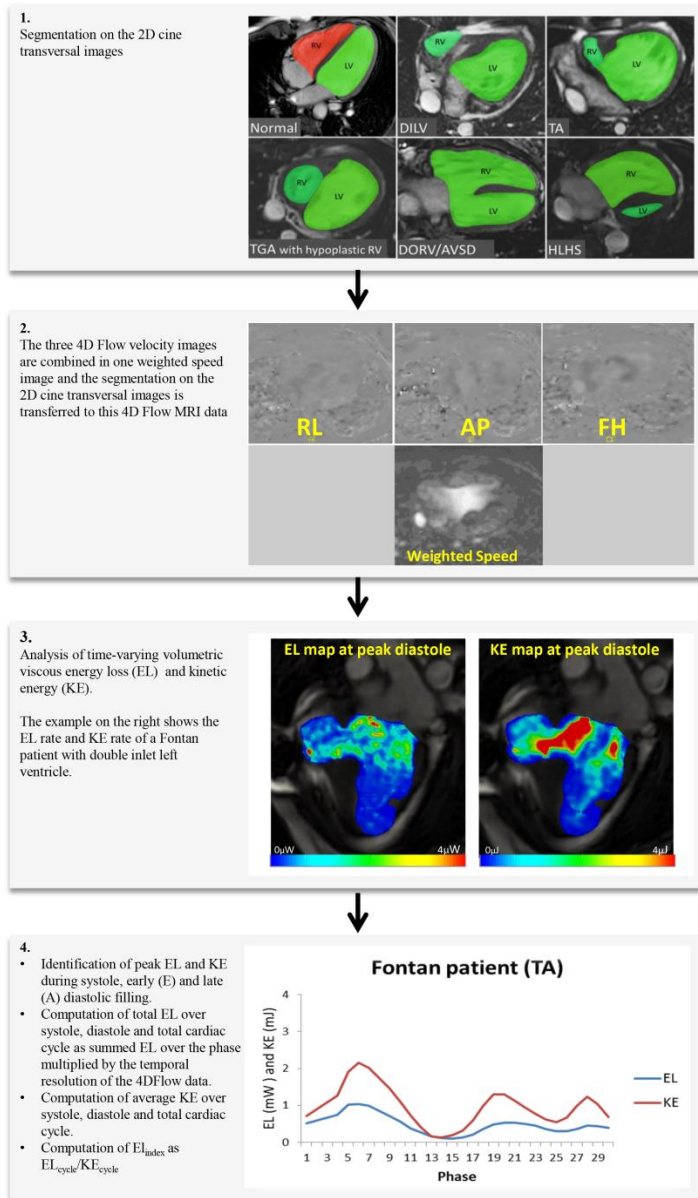 1.
Segmentation on the 2D cine
transversal images
RV
LV
Normal
RV
LV
DILV
RV
LV
TA
RV
LV
TGA with hypoplastic RV
RV
LV
DORV/AVSD
RV
LV
HLHS
2.
The three 4D Flow velocity images
are combined in one weighted speed
image and the segmentation on the
2D cine transversal images is
transferred to this 4D Flow MRI data
RL
AP
FH
Weighted Speed
3.
Analysis of time-varying volumetric
viscous energy loss (EL) and kinetic
energy (KE).
The example on the right shows the
EL rate and KE rate of a Fontan
patient with double inlet left
ventricle.
EL map at peak diastole
0µW
4µW
KE map at peak diastole
0µJ
4µJ
4.
• Identification of peak EL and KE
during systole, early (E) and late
(A) diastolic filling.
• Computation of total EL over
systole, diastole and total cardiac
cycle as summed EL over the phase
multiplied by the temporal
resolution of the 4DFlow data.
• Computation of average KE over
systole, diastole and total cardiac
cycle.
• Computation of Elindex as
ELcycle/KEcycle
Fontan patient (TA)
EL (mW ) and KE (mJ)
4
3
2
1
0
1 3 5 7 9 11 13 15 17 19 21 23 25 27 29
Phase
EL
KE